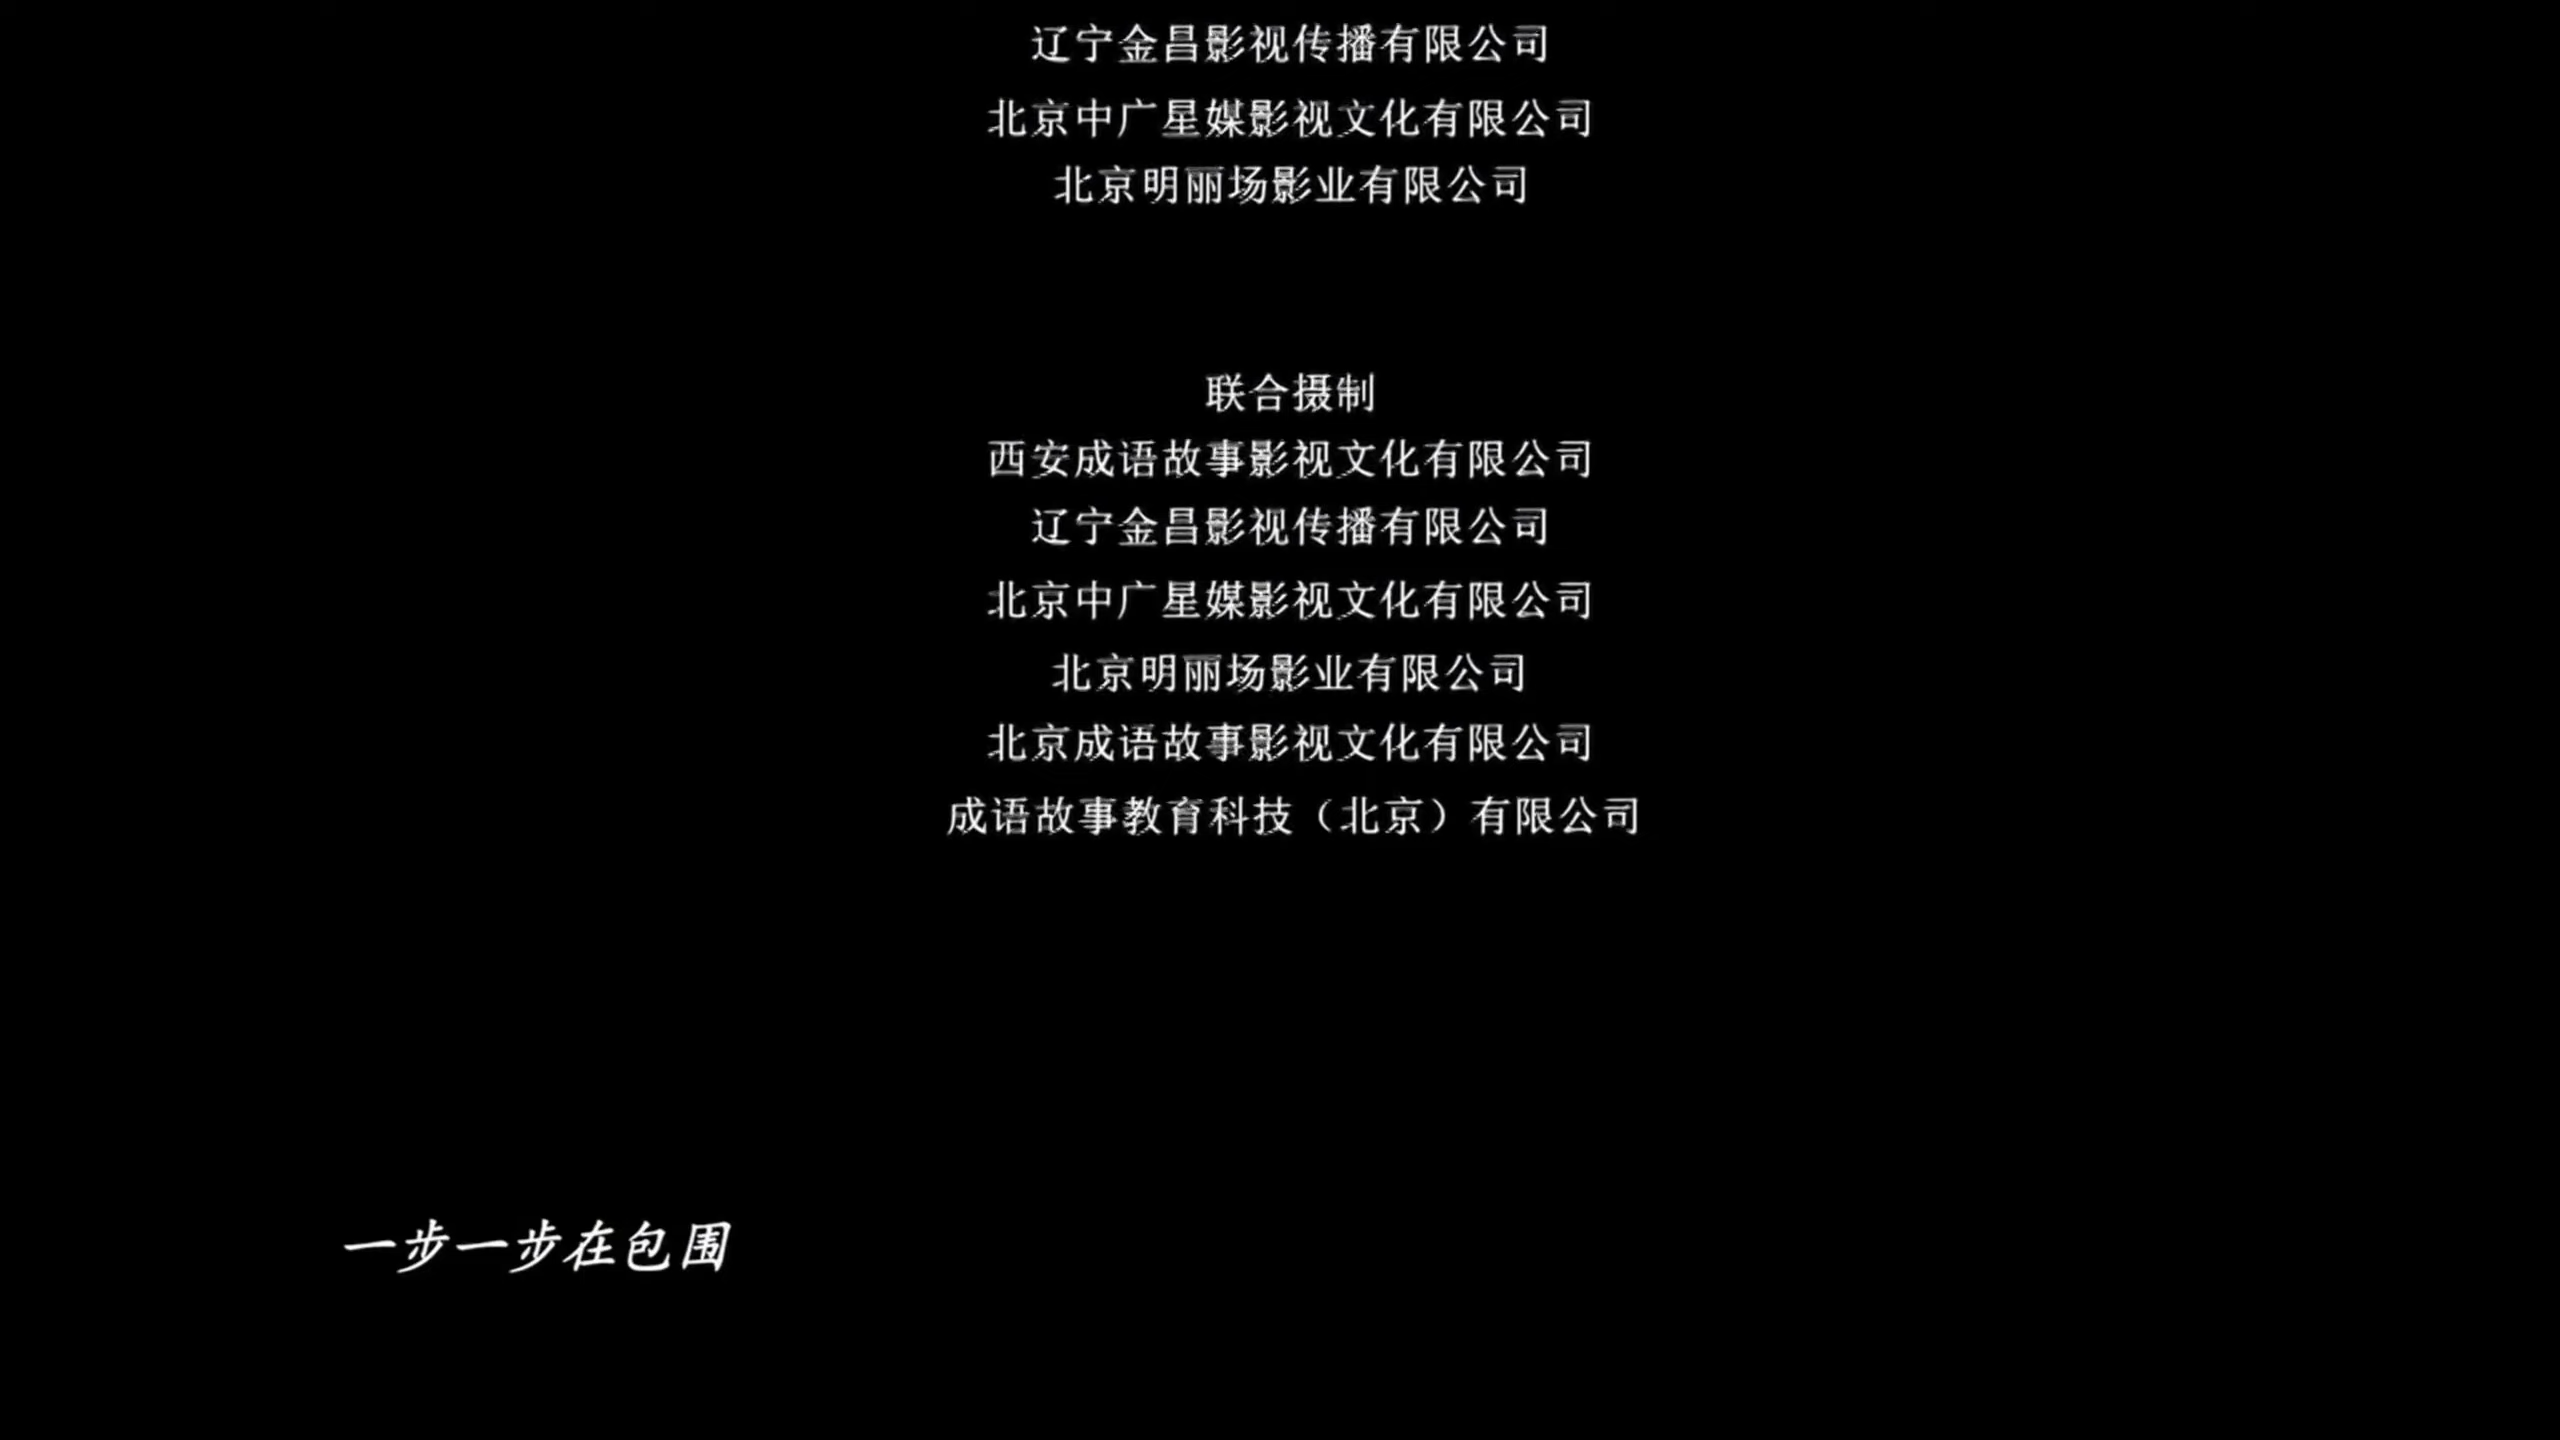 辽宁金昌影视传播有限公司
北京中广星媒影视文化有限公司
北京明丽场影业有限公司
联合摄制
西安成语故事影视文化有限公司
辽宁金昌影视传播有限公司
北京中广星媒影视文化有限公司
北京明丽场影业有限公司
北京成语故事影视文化有限公司
成语故事教育科技（北京）有限公司
一步一步在包围